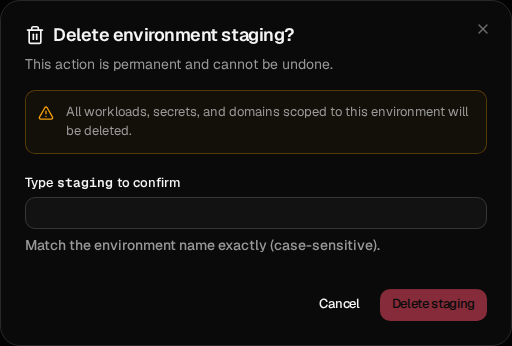 Delete environment staging?
This action is permanent and cannot be undone.
All workloads, secrets, and domains scoped to this environment will
be deleted.
Type staging to confirm
Match the environment name exactly (case-sensitive).
Cancel
Delete staging